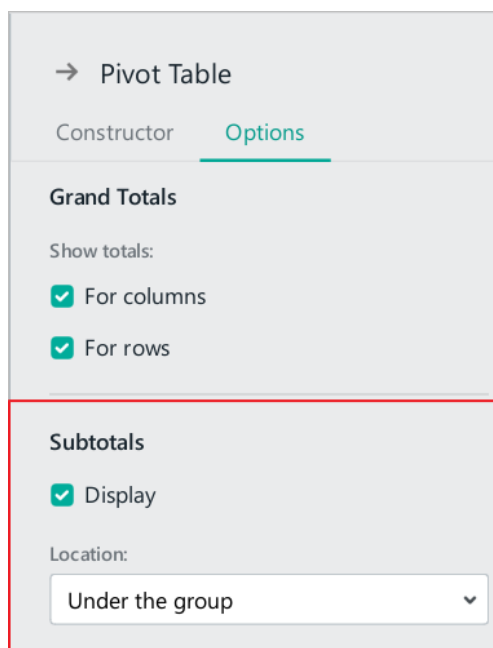 Pivot Table
Constructor Options
Grand Totals
Show totals:
For columns
For rows
Subtotals
Display
Location:
Under the group